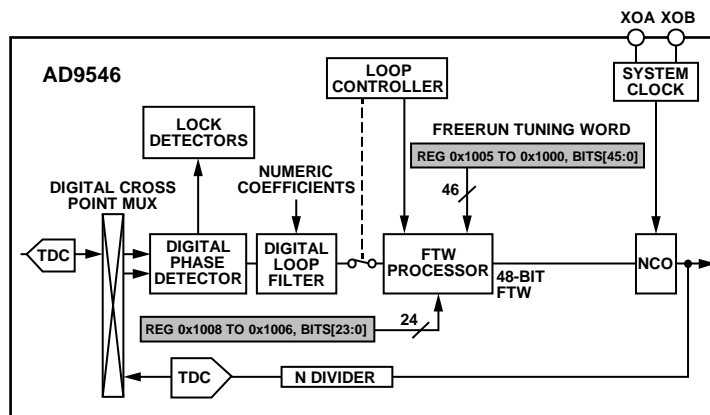 XOA XOB
AD9546
LOOP
CONTROLLER
SYSTEM
CLOCK
LOCK
DETECTORS
FREERUN TUNING WORD
REG 0x1005 TO 0x1000, BITS[45:0]
NUMERIC
COEFFICIENTS
46
DIGITAL CROSS
POINT MUX
TDC
DIGITAL
PHASE
DETECTOR
DIGITAL
LOOP
FILTER
FTW
PROCESSOR
48-BIT
FTW
NCO
REG 0x1008 TO 0x1006, BITS[23:0]
24
TDC
N DIVIDER